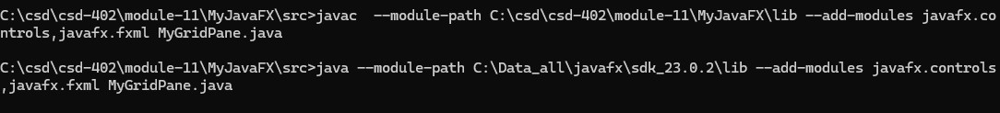 C:\csd\csd-402\module-11\MyJavaFX\src>javac  --module-path C:\csd\csd-402\module-11\MyJavaFX\lib --add-modules javafx.co
ntrols,javafx.fxml MyGridPane.java
C:\csd\csd-402\module-11\MyJavaFX\src>java --module-path C:\Data_all\javafx\sdk_23.0.2\lib --add-modules javafx.controls
,javafx.fxml MyGridPane.java